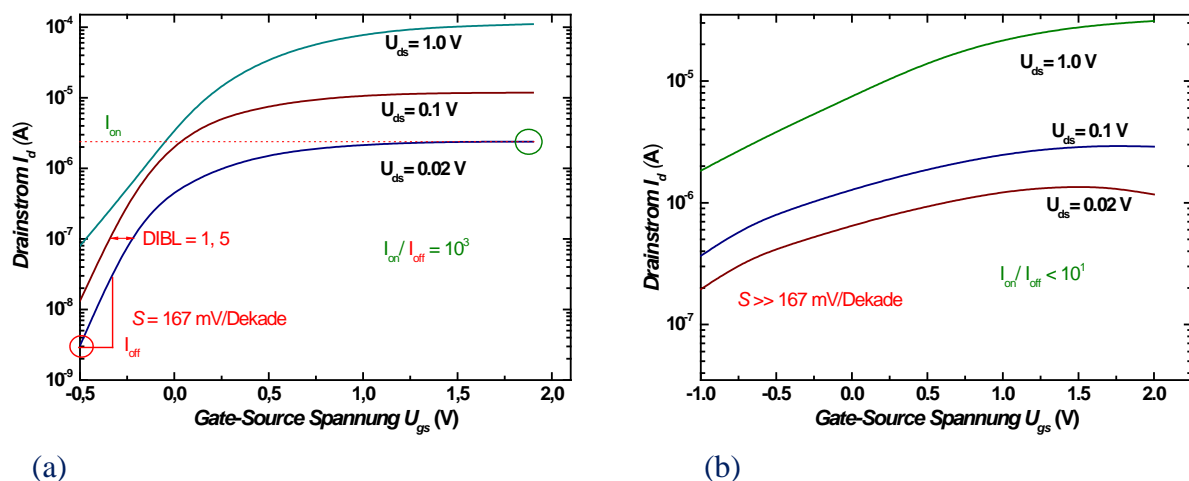 10⁻⁴
10⁻⁵
10⁻⁶
10⁻⁷
10⁻⁸
10⁻⁹
Drainstrom I_d (A)
U_ds = 1.0 V
I_on
U_ds = 0.1 V
U_ds = 0.02 V
DIBL = 1, 5
I_on/ I_off = 10³
S = 167 mV/Dekade
I_off
-0,5 0,0 0,5 1,0 1,5 2,0
Gate-Source Spannung U_gs (V)
(a)
10⁻⁵
10⁻⁶
10⁻⁷
Drainstrom I_d (A)
U_ds = 1.0 V
U_ds = 0.1 V
U_ds = 0.02 V
I_on/ I_off < 10¹
S >> 167 mV/Dekade
-1.0 -0.5 0.0 0.5 1.0 1.5 2.0
Gate-Source Spannung U_gs (V)
(b)